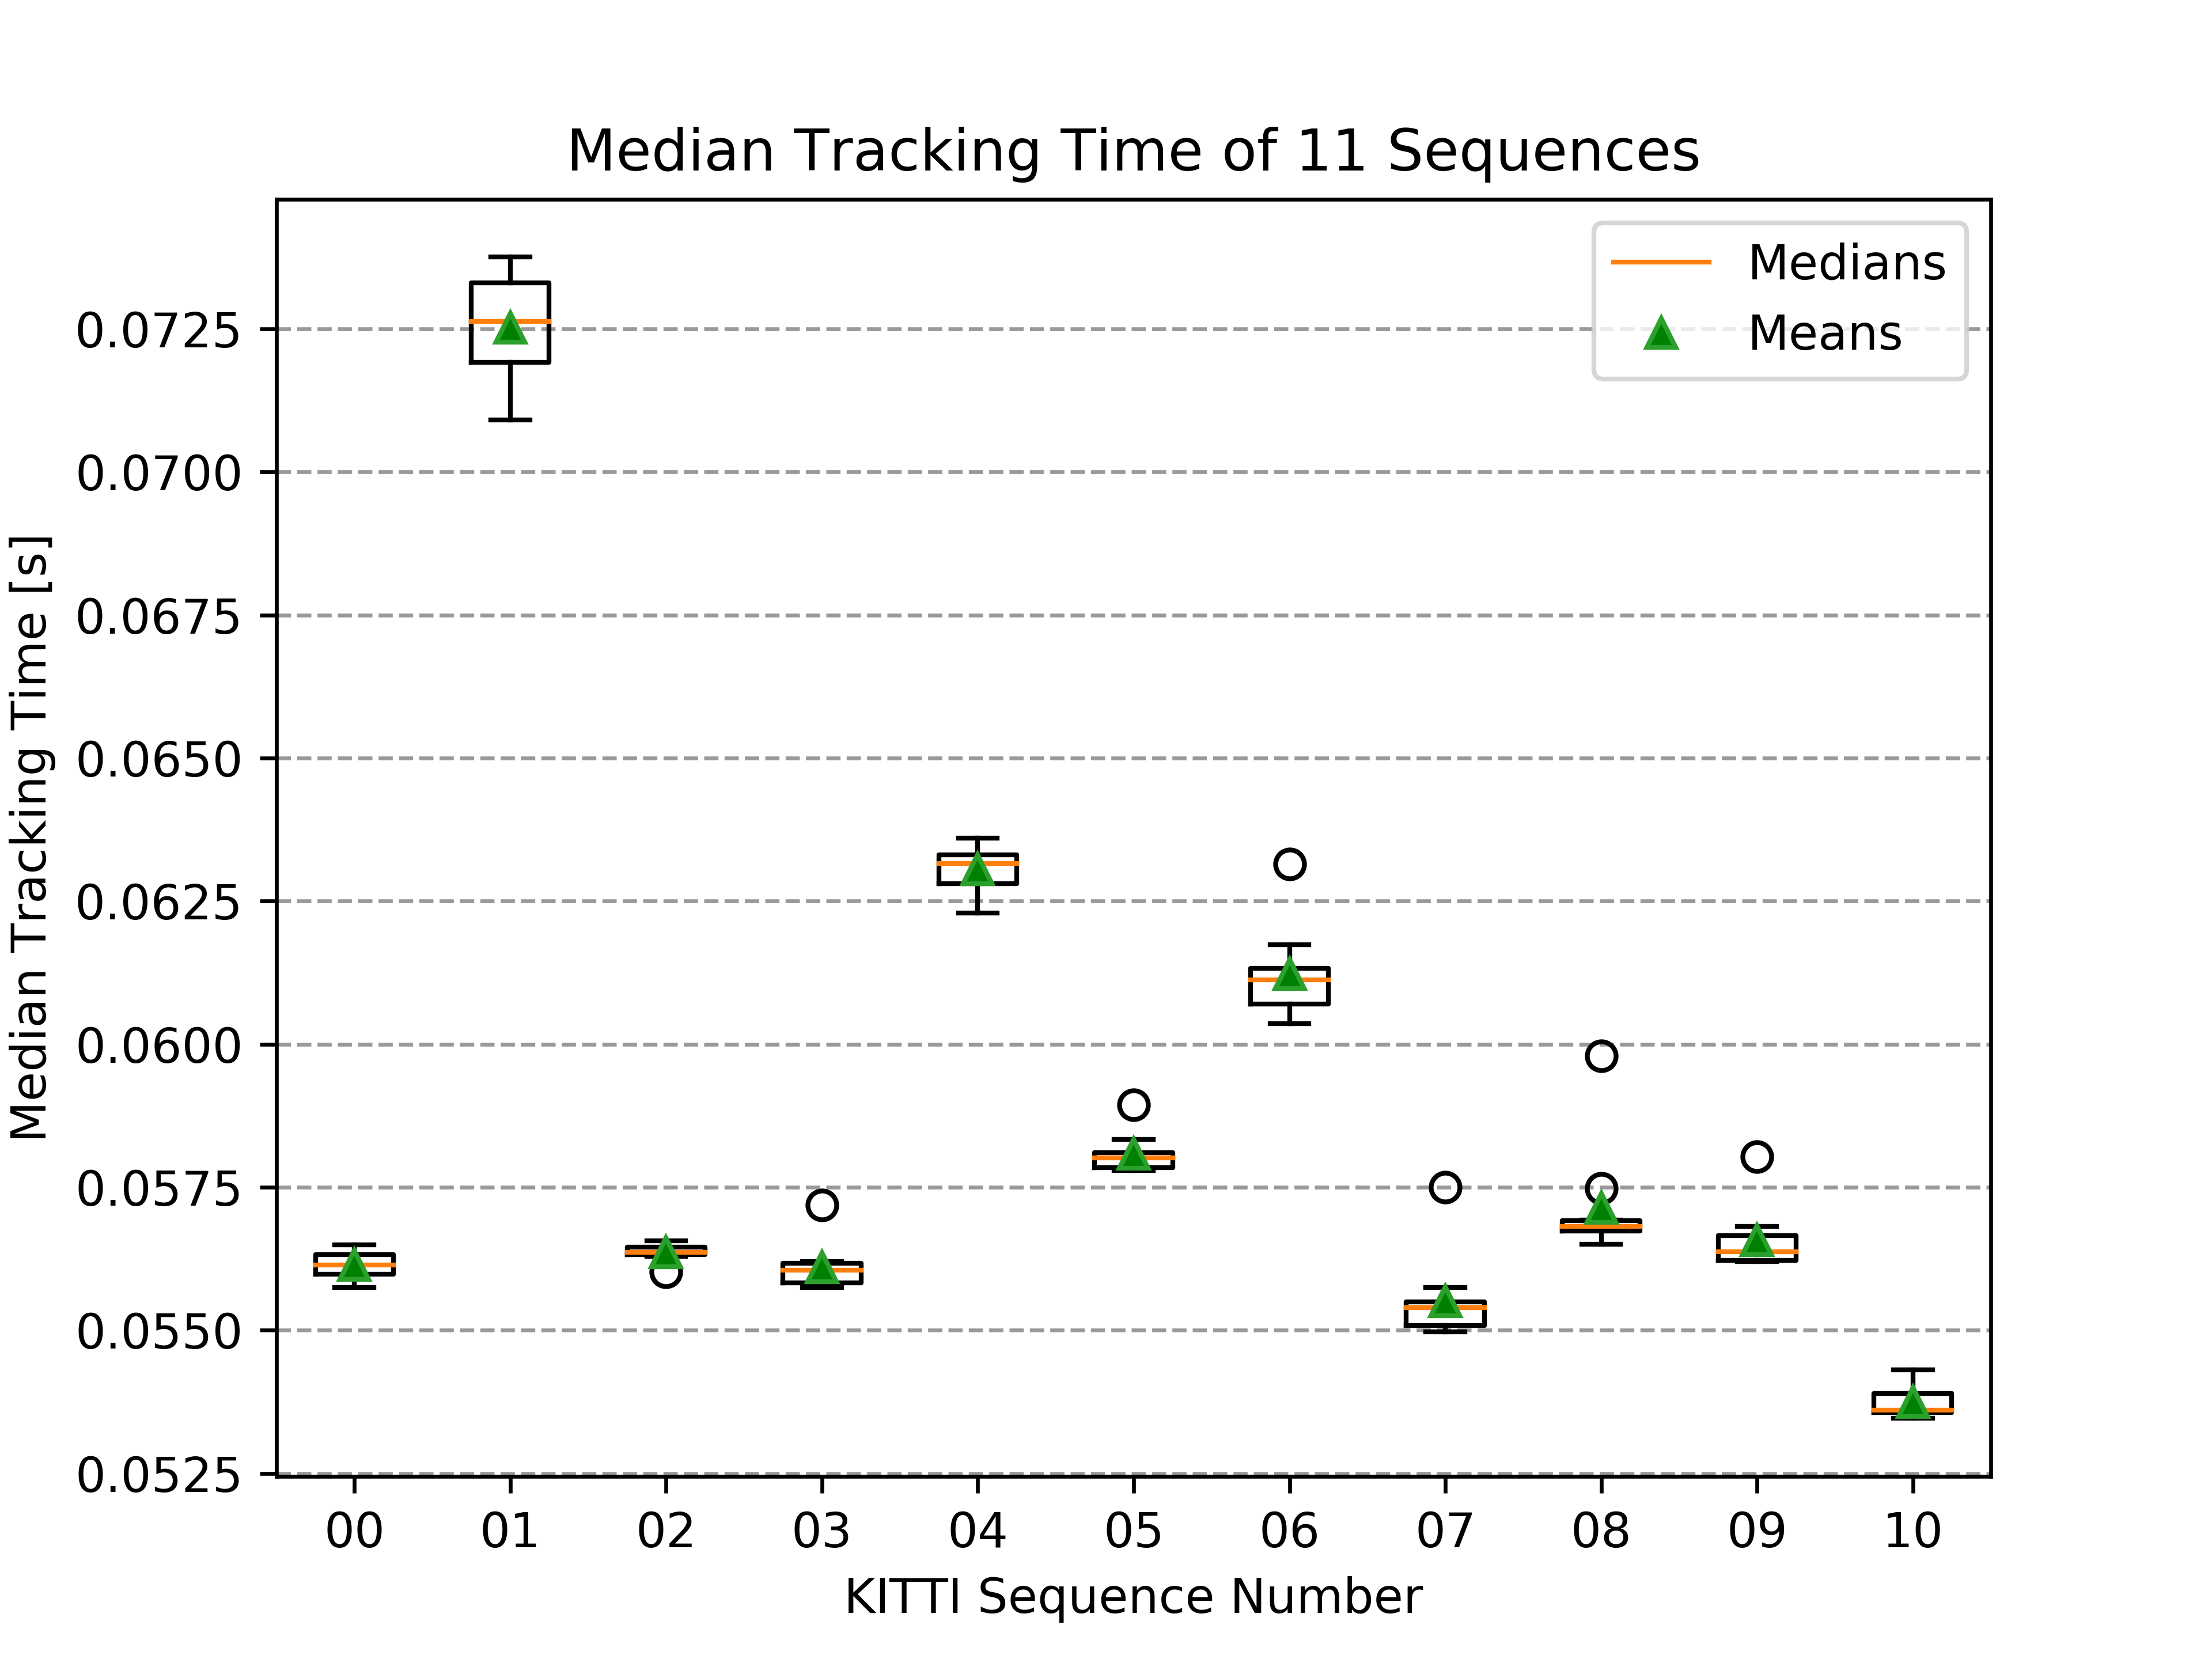 Median Tracking Time of 11 Sequences
Medians
Means
Median Tracking Time [s]
0.0725
0.0700
0.0675
0.0650
0.0625
0.0600
0.0575
0.0550
0.0525
00 01 02 03 04 05 06 07 08 09 10
KITTI Sequence Number